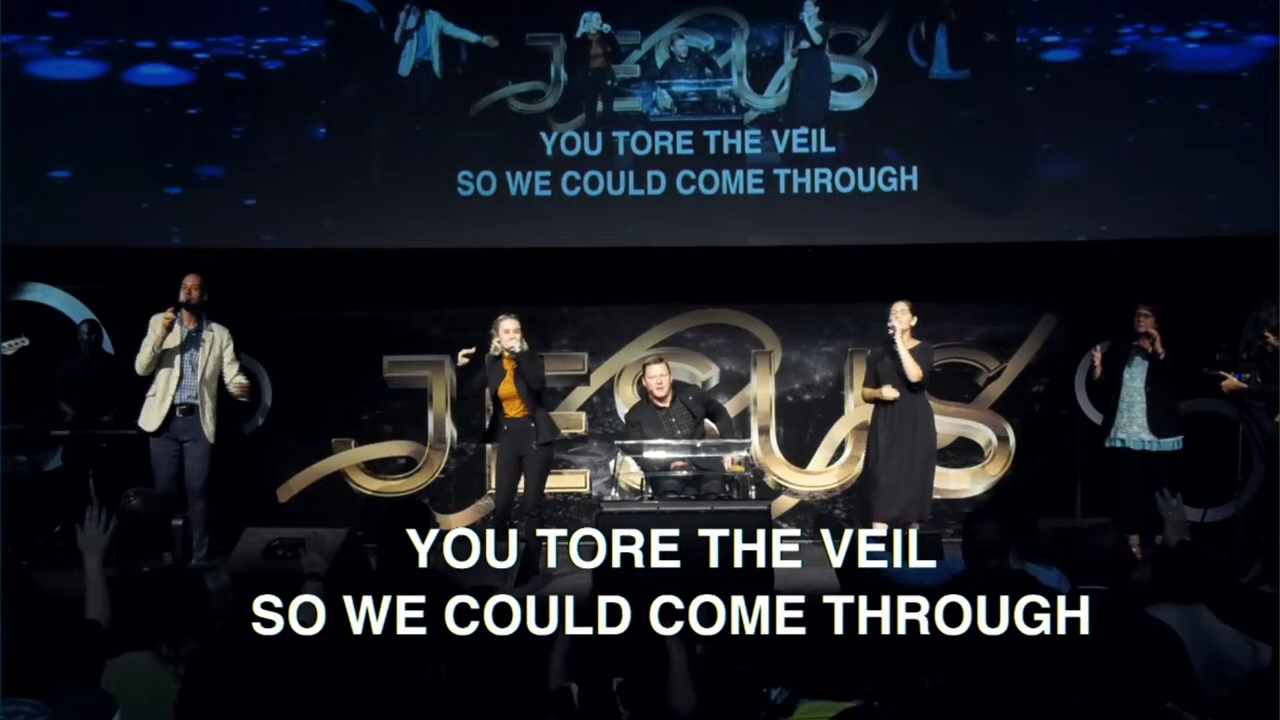 JESUS
YOU TORE THE VEIL
SO WE COULD COME THROUGH
JESUS
YOU TORE THE VEIL
SO WE COULD COME THROUGH